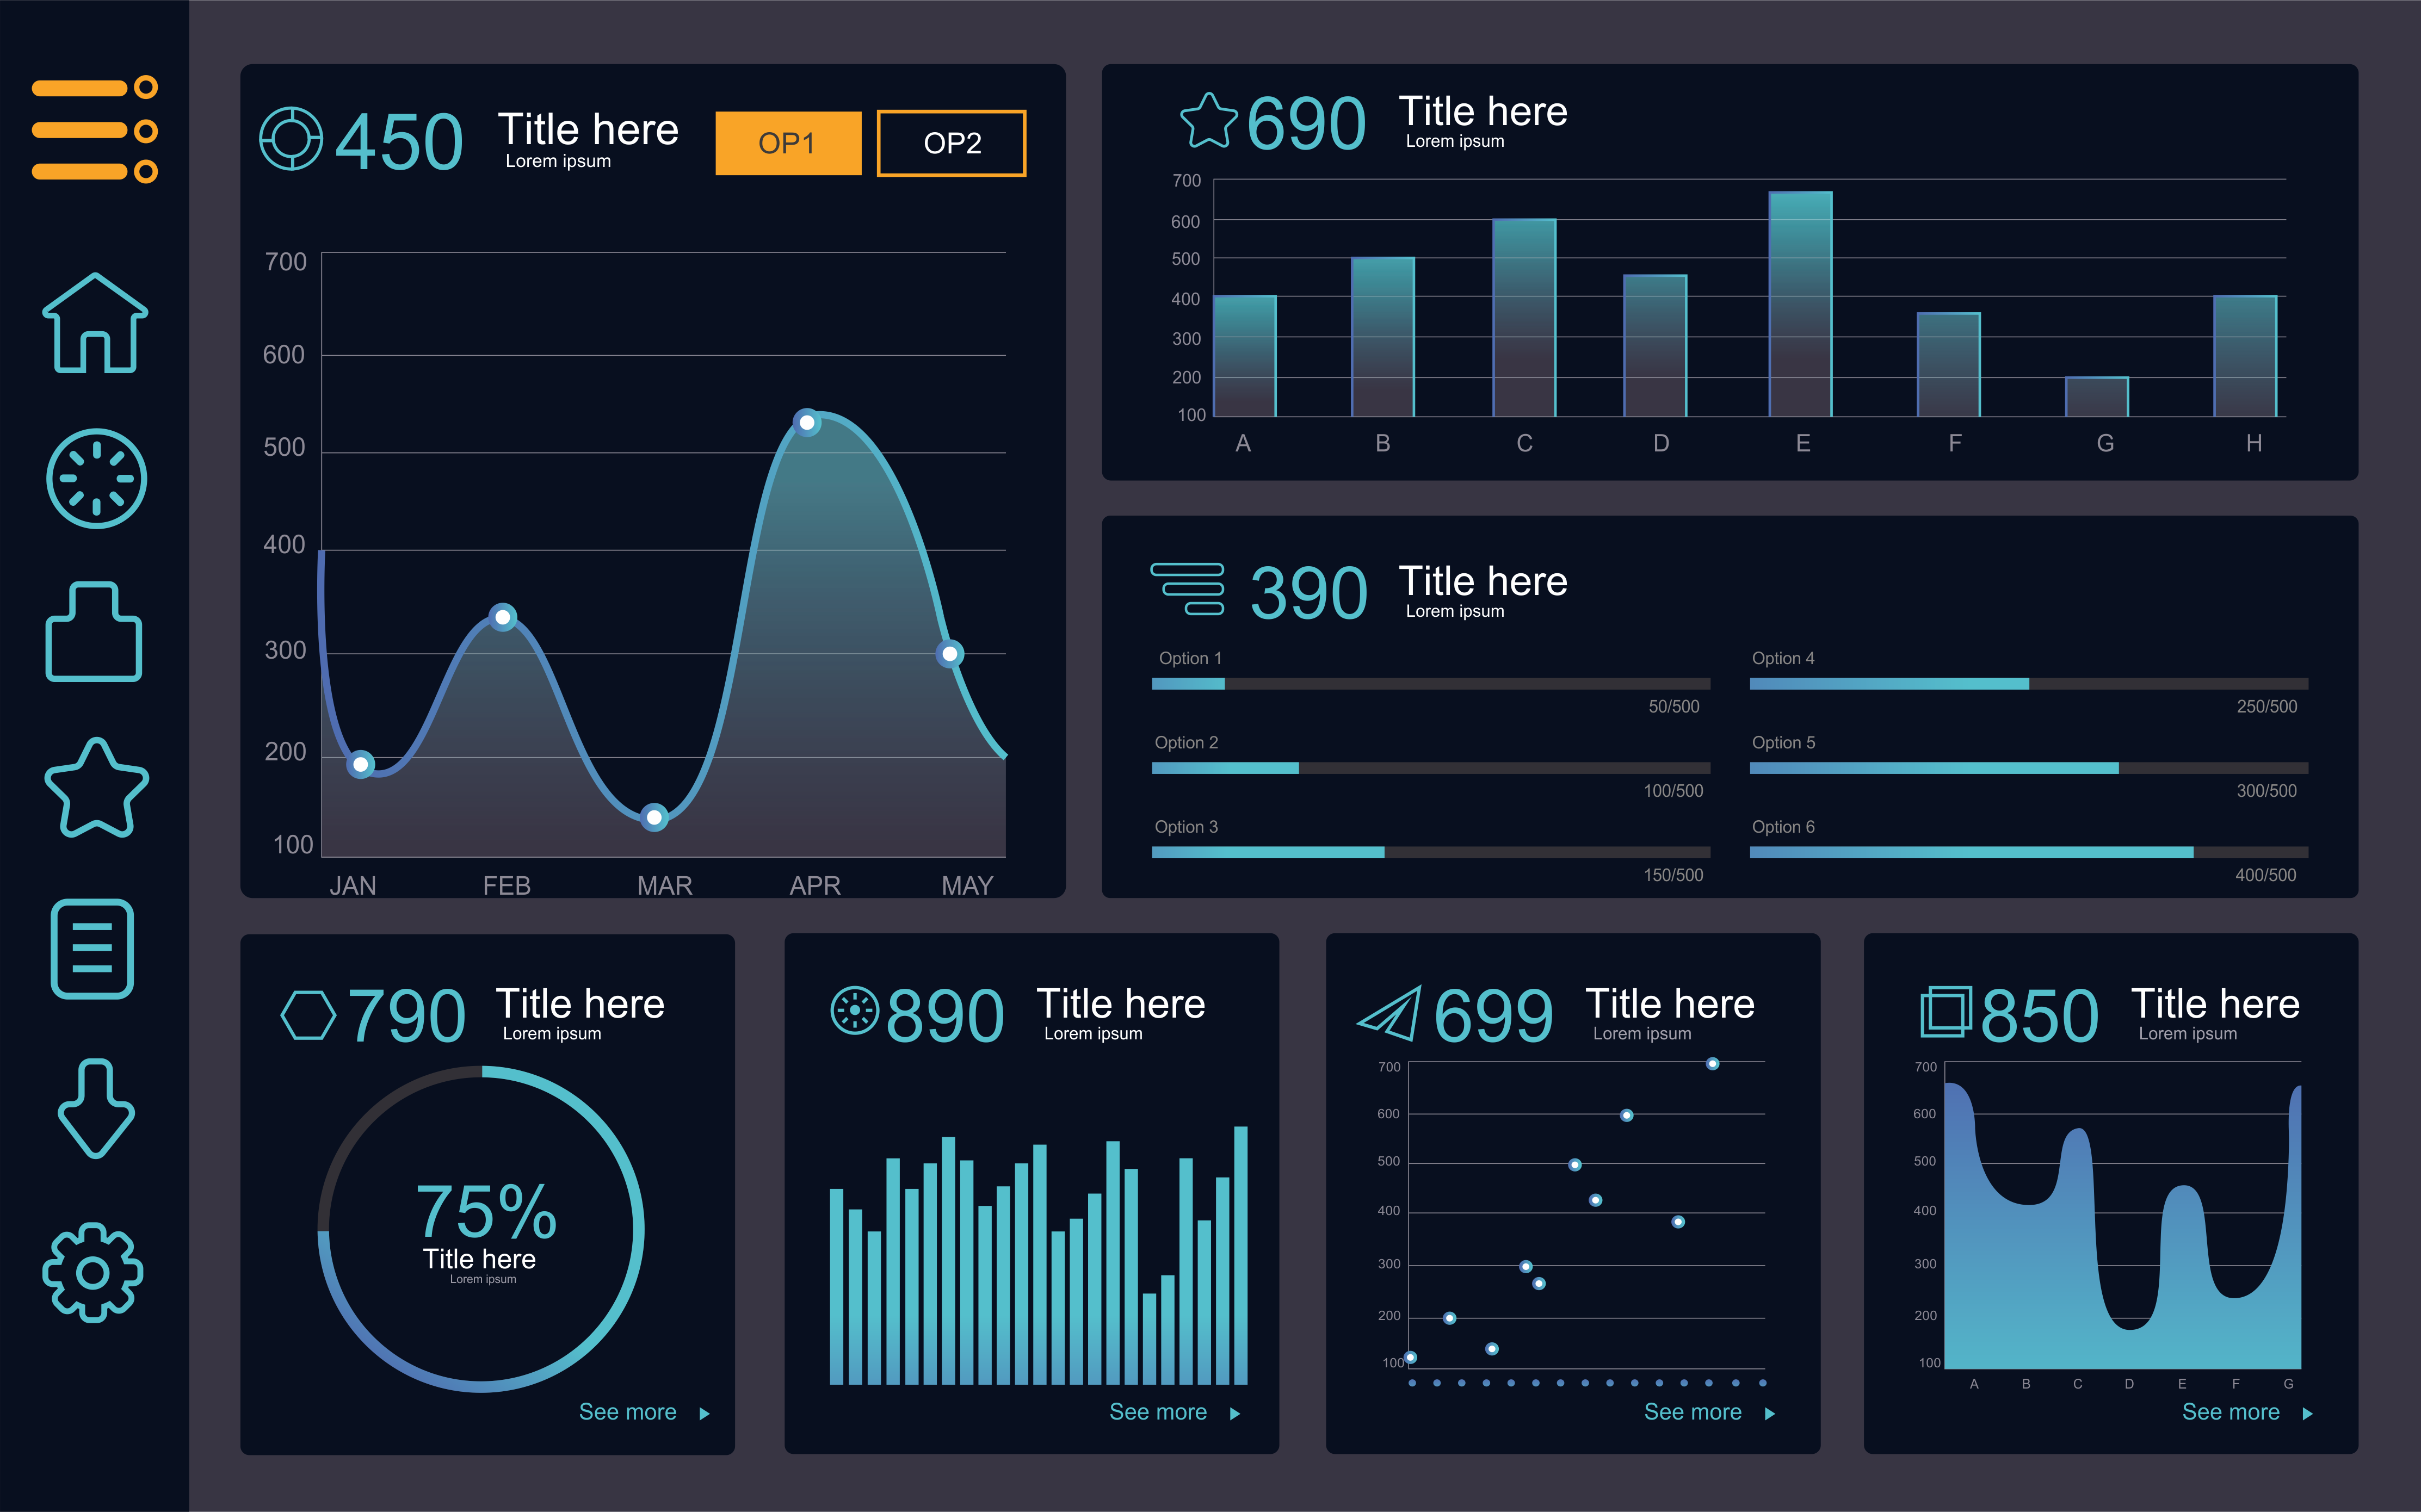 450
Title here
Lorem ipsum
OP1
OP2
700
600
500
400
300
200
100
JAN FEB MAR APR MAY
690
Title here
Lorem ipsum
700
600
500
400
300
200
100
A B C D E F G H
390
Title here
Lorem ipsum
Option 1
50/500
Option 2
100/500
Option 3
150/500
Option 4
250/500
Option 5
300/500
Option 6
400/500
790
Title here
Lorem ipsum
75%
Title here
Lorem ipsum
See more
890
Title here
Lorem ipsum
See more
699
Title here
Lorem ipsum
700
600
500
400
300
200
100
See more
850
Title here
Lorem ipsum
700
600
500
400
300
200
100
A B C D E F G
See more